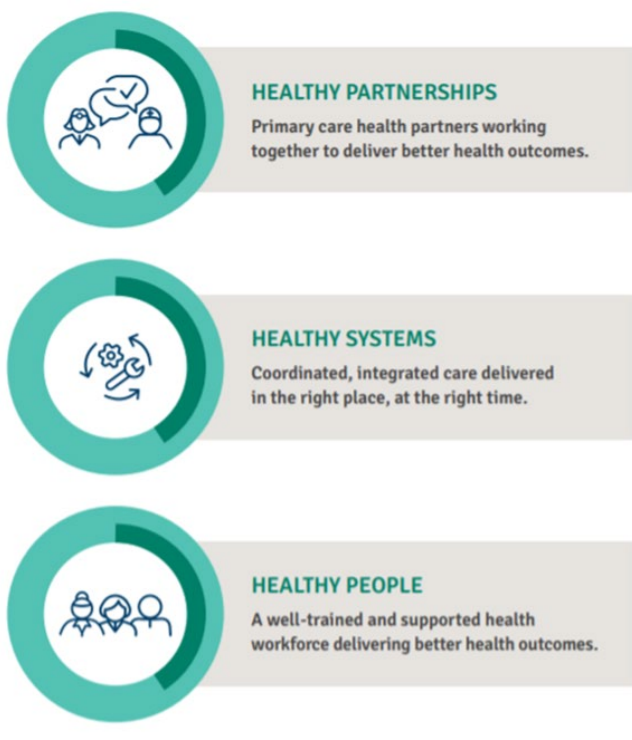 HEALTHY PARTNERSHIPS
Primary care health partners working
together to deliver better health outcomes.
HEALTHY SYSTEMS
Coordinated, integrated care delivered
in the right place, at the right time.
HEALTHY PEOPLE
A well-trained and supported health
workforce delivering better health outcomes.